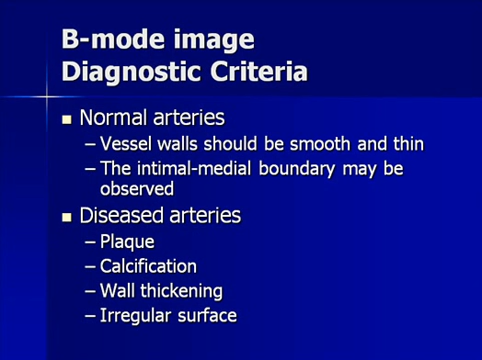 B-mode image
Diagnostic Criteria
■ Normal arteries
– Vessel walls should be smooth and thin
– The intimal-medial boundary may be
observed
■ Diseased arteries
– Plaque
– Calcification
– Wall thickening
– Irregular surface